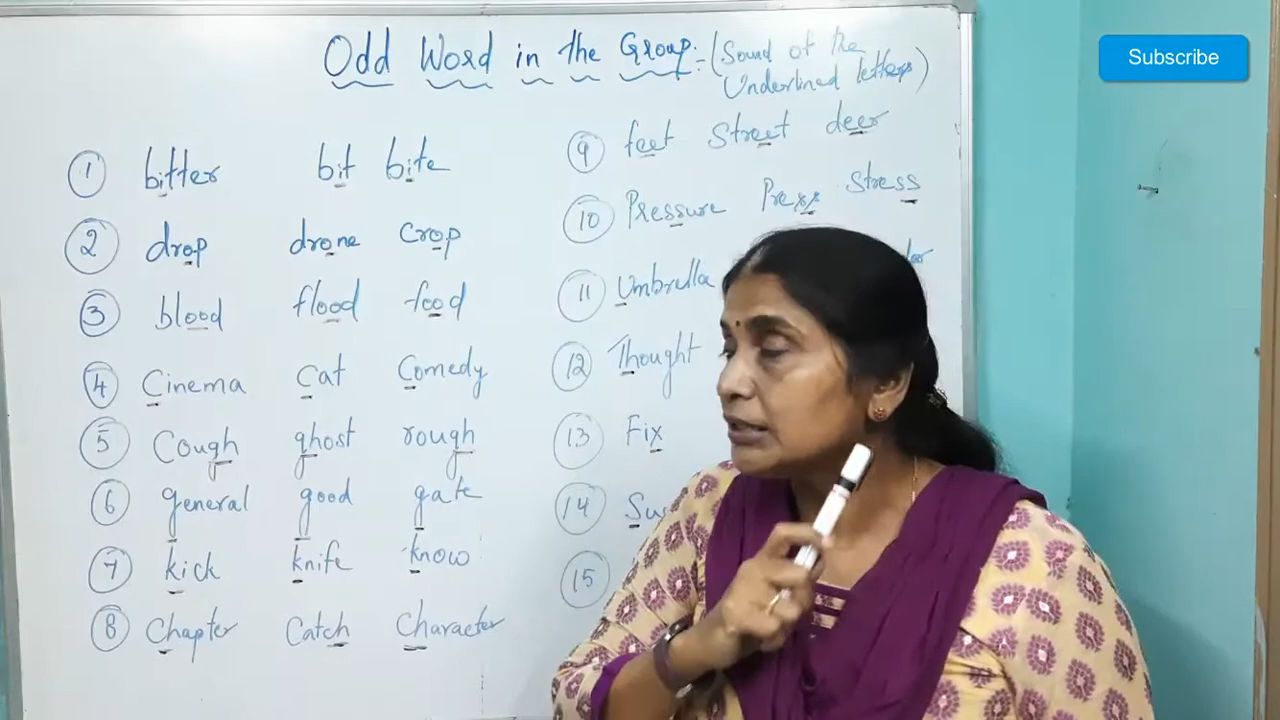 Odd Word in the Group:- (Sound of the
Underlined letters)
1 bitter bit bite
2 drop drone crop
3 blood flood food
4 Cinema Cat Comedy
5 Cough ghost rough
6 general good gate
7 kick knife know
8 Chapter Catch Character
9 feet Street deer
10 Pressure Press Stress
11 Umbrella
12 Thought
13 Fix
14
15
Subscribe